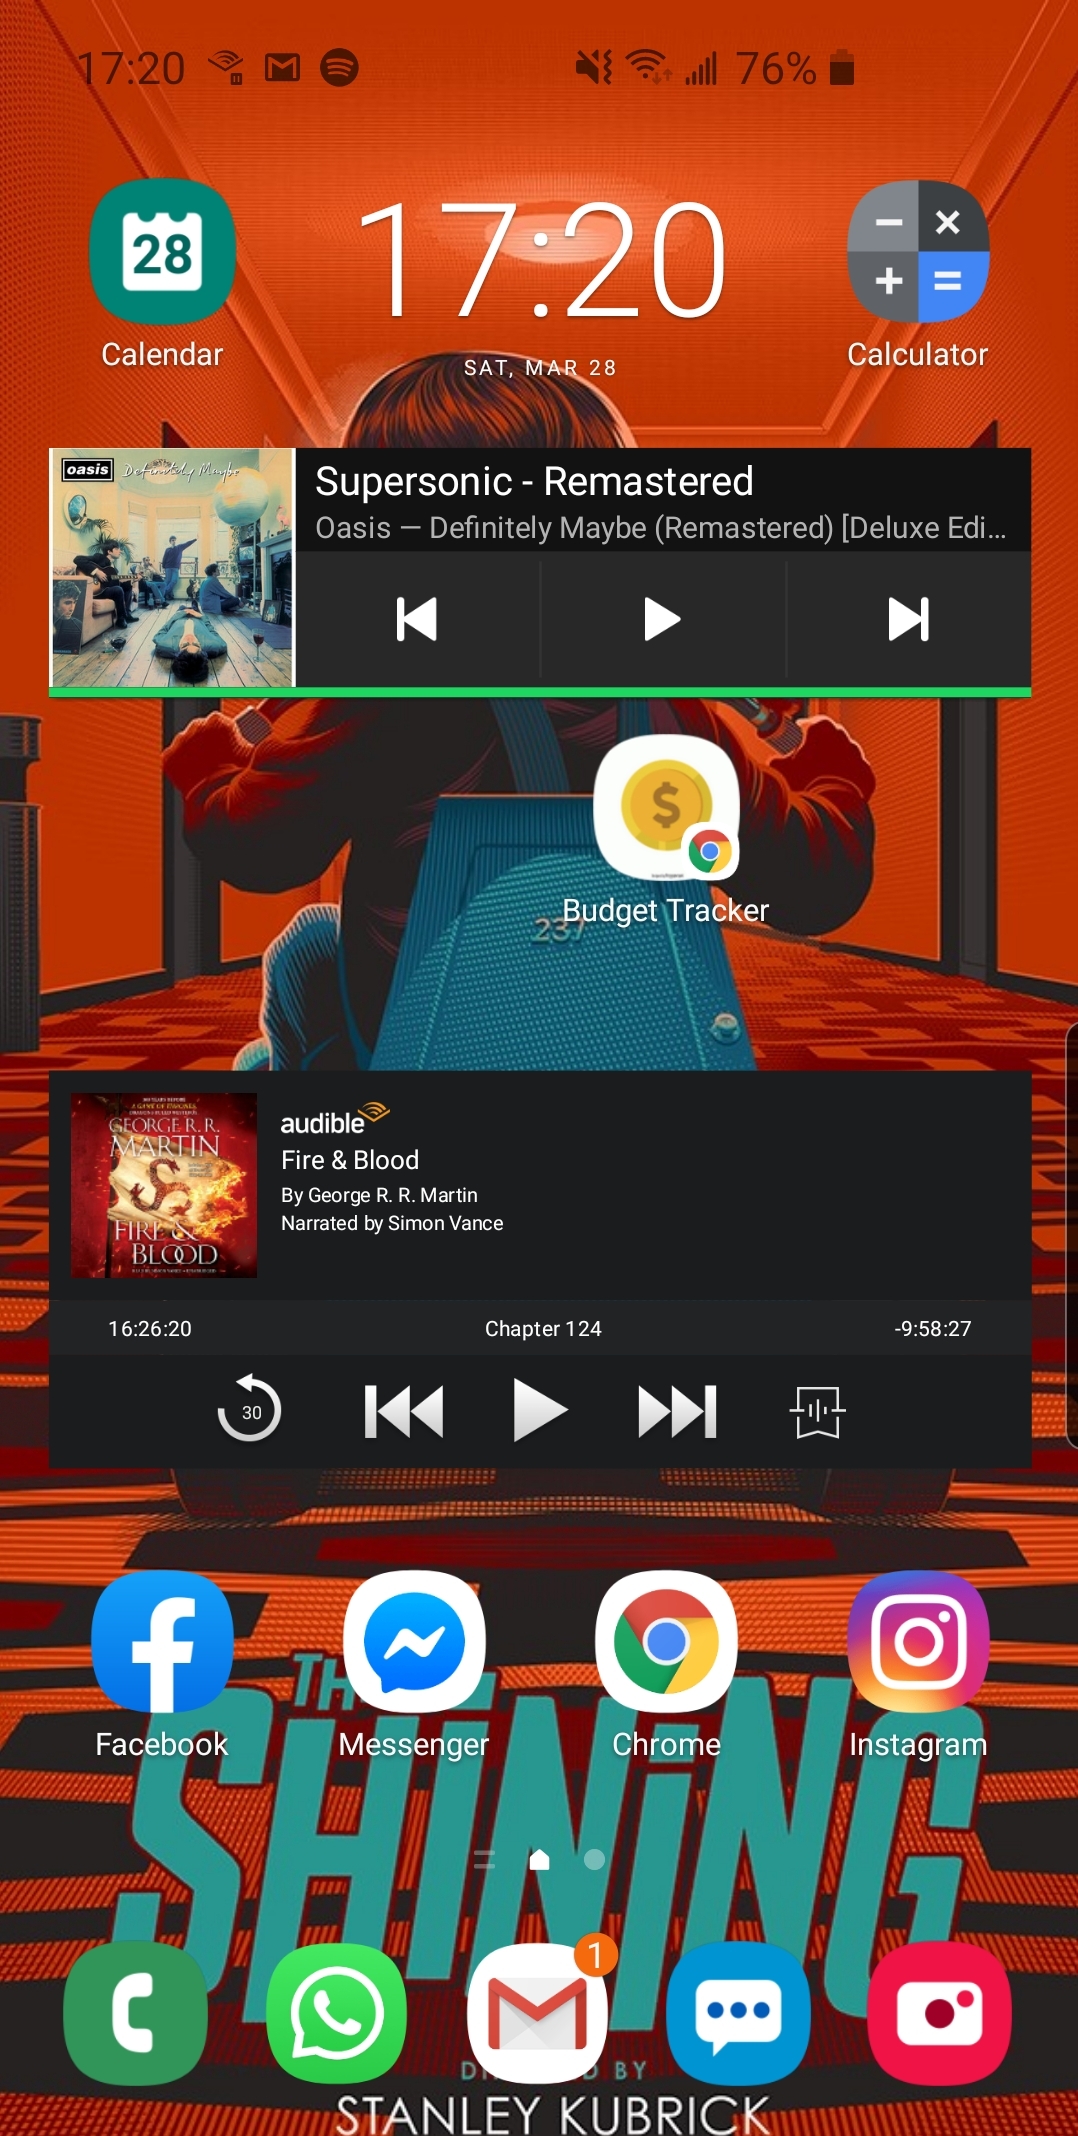 17:20
76%
28
Calendar
17:20
SAT, MAR 28
Calculator
oasis Definitely Maybe
Supersonic - Remastered
Oasis — Definitely Maybe (Remastered) [Deluxe Edi...
Budget Tracker
237
audible
GEORGE R. R.
MARTIN
FIRE &
BLOOD
Fire & Blood
By George R. R. Martin
Narrated by Simon Vance
16:26:20
Chapter 124
-9:58:27
30
Facebook
Messenger
Chrome
Instagram
SHINING
1
BY
STANLEY KUBRICK